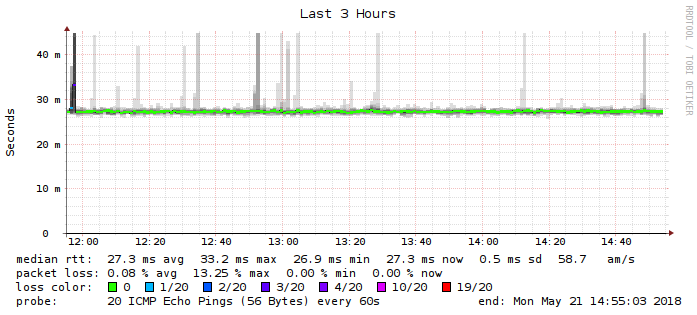 Last 3 Hours
RRDTOOL / TOBI OETIKER
Seconds
40 m
30 m
20 m
10 m
0
12:00 12:20 12:40 13:00 13:20 13:40 14:00 14:20 14:40
median rtt: 27.3 ms avg 33.2 ms max 26.9 ms min 27.3 ms now 0.5 ms sd 58.7 am/s
packet loss: 0.08 % avg 13.25 % max 0.00 % min 0.00 % now
loss color: 0 1/20 2/20 3/20 4/20 10/20 19/20
probe: 20 ICMP Echo Pings (56 Bytes) every 60s end: Mon May 21 14:55:03 2018